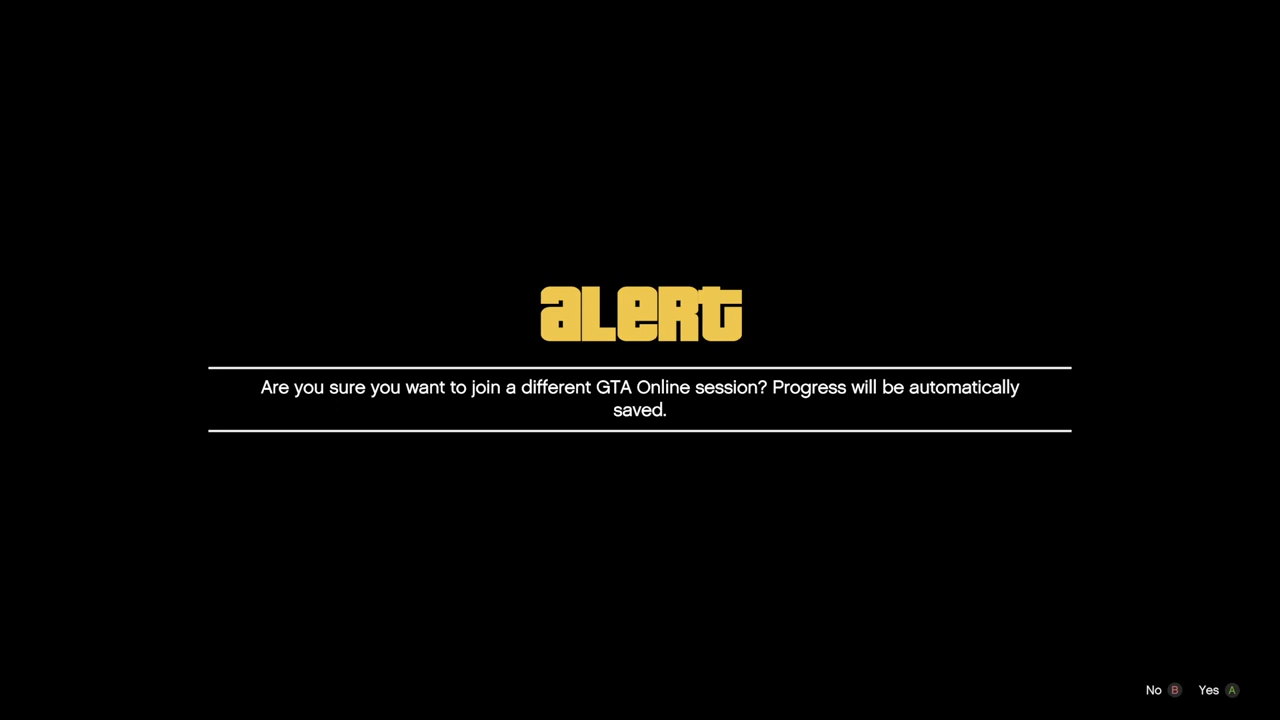 aLeRt
Are you sure you want to join a different GTA Online session? Progress will be automatically
saved.
No B Yes A